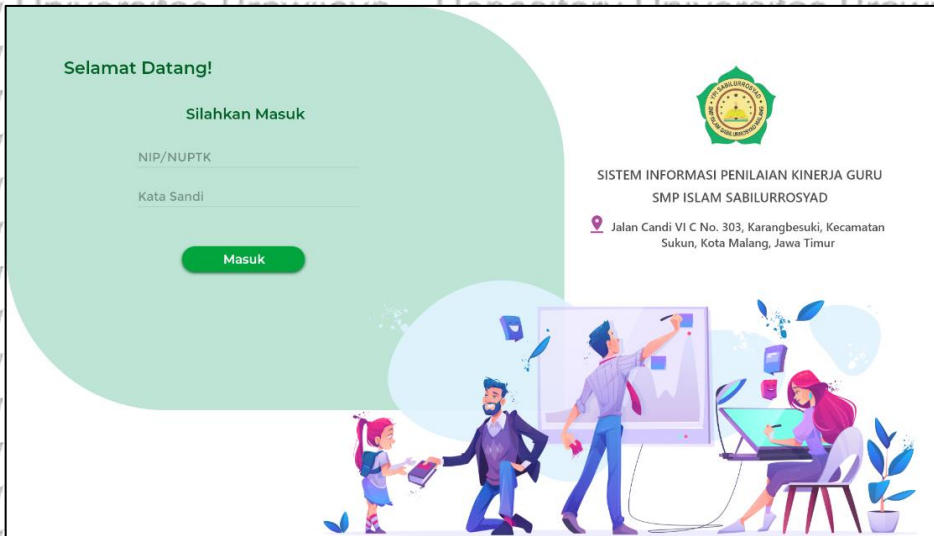 Selamat Datang!
Silahkan Masuk
NIP/NUPTK
Kata Sandi
Masuk
SISTEM INFORMASI PENILAIAN KINERJA GURU
SMP ISLAM SABILURROSYAD
Jalan Candi VI C No. 303, Karangbesuki, Kecamatan
Sukun, Kota Malang, Jawa Timur